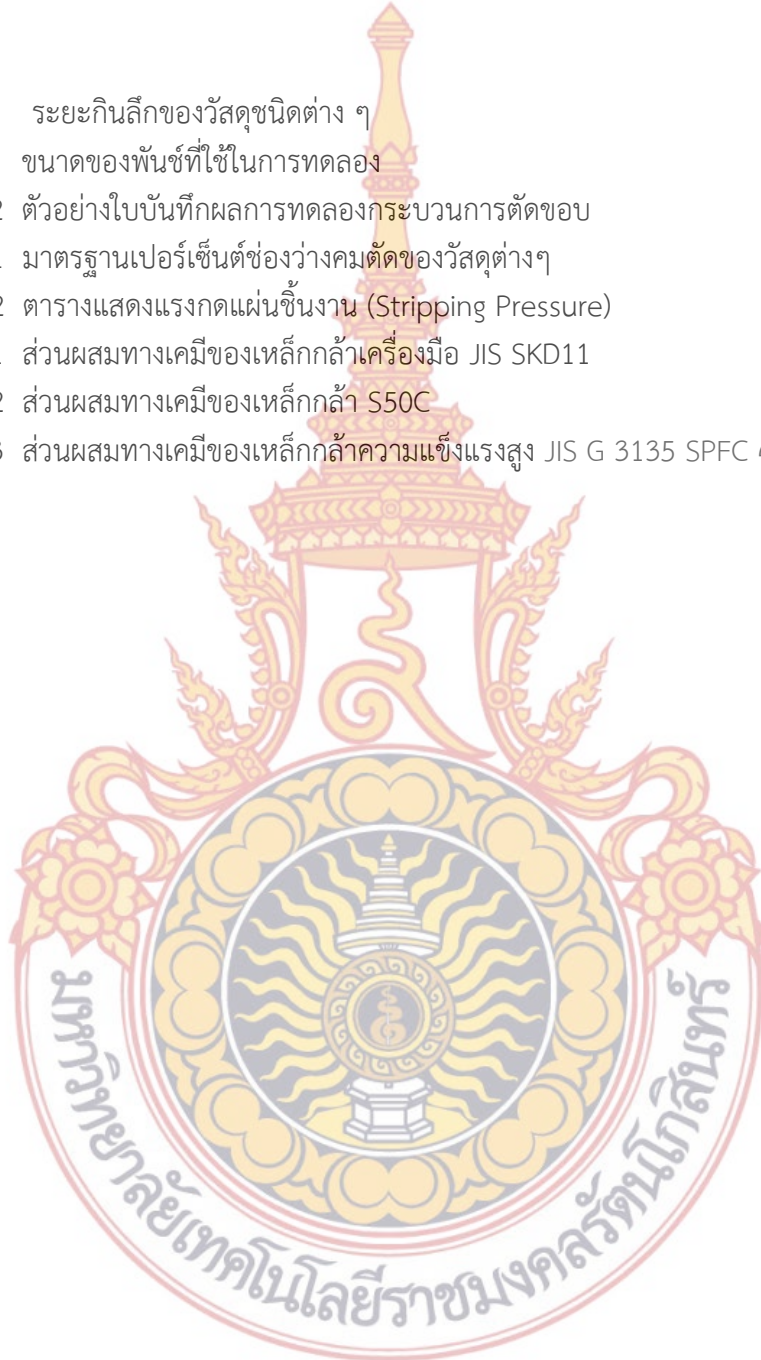 ระยะกินลึกของวัสดุชนิดต่าง ๆ
ขนาดของพันช์ที่ใช้ในการทดลอง
2 ตัวอย่างใบบันทึกผลการทดลองกระบวนการตัดขอบ
มาตรฐานเปอร์เซ็นต์ช่องว่างคมตัดของวัสดุต่างๆ
2 ตารางแสดงแรงกดแผ่นชิ้นงาน (Stripping Pressure)
ส่วนผสมทางเคมีของเหล็กกล้าเครื่องมือ JIS SKD11
2 ส่วนผสมทางเคมีของเหล็กกล้า S50C
ส่วนผสมทางเคมีของเหล็กกล้าความแข็งแรงสูง JIS G 3135 SPFC
มหาวิทยาลัยเทคโนโลยีราชมงคลรัตนโกสินทร์